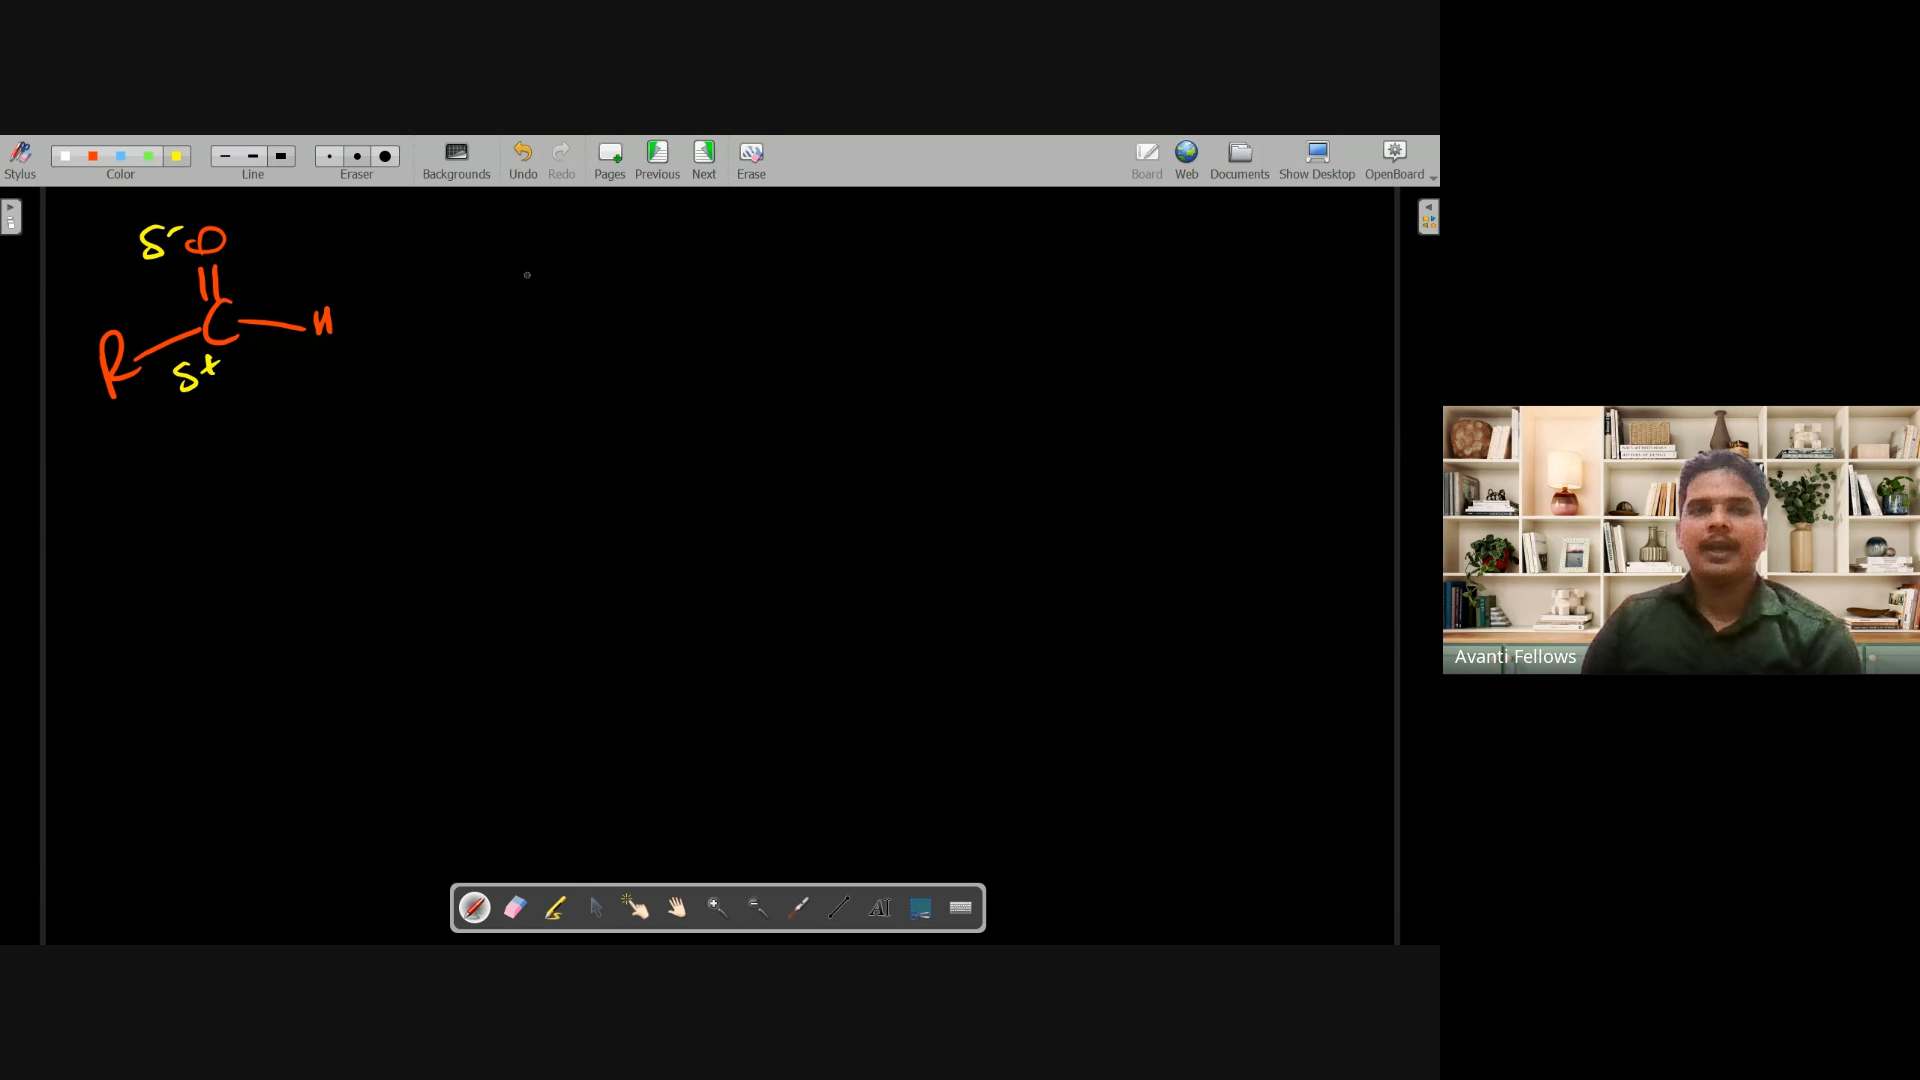 Stylus Color Line Eraser Backgrounds Undo Redo Pages Previous Next Erase Board Web Documents Show Desktop OpenBoard
δ- O
||
R - C - H
δ+
AI
Avanti Fellows